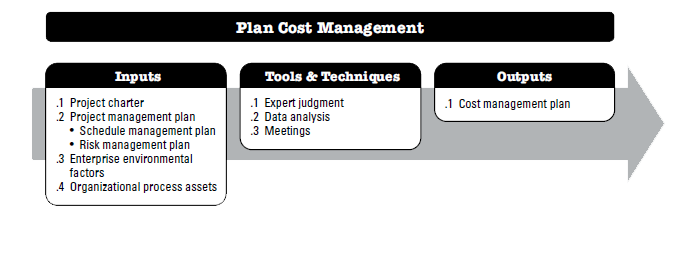 Plan Cost Management
Inputs
.1 Project charter
.2 Project management plan
• Schedule management plan
• Risk management plan
.3 Enterprise environmental
factors
.4 Organizational process assets
Tools & Techniques
.1 Expert judgment
.2 Data analysis
.3 Meetings
Outputs
.1 Cost management plan